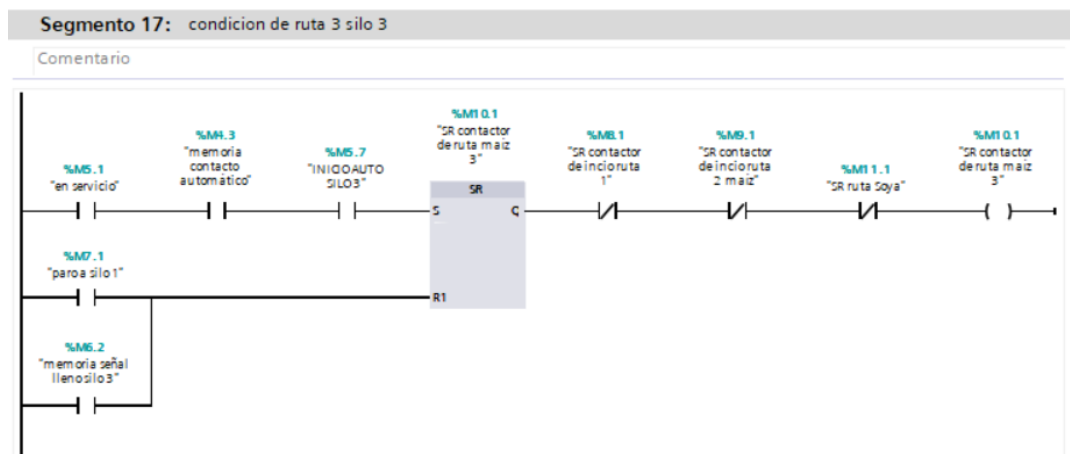 Segmento 17: condicion de ruta 3 silo 3
Comentario
%M5.1
"en servicio"
%M4.3
"memoria
contacto
automático"
%M5.7
"INICIOAUTO
SILO3"
%M10.1
"SR contactor
de ruta maiz
3"
SR
S
Q
R1
%M8.1
"SR contactor
de incio ruta
1"
%M9.1
"SR contactor
de incio ruta
2 maiz"
%M11.1
"SR ruta Soya"
%M10.1
"SR contactor
de ruta maiz
3"
%M7.1
"paro a silo 1"
%M6.2
"memoria señal
lleno silo 3"